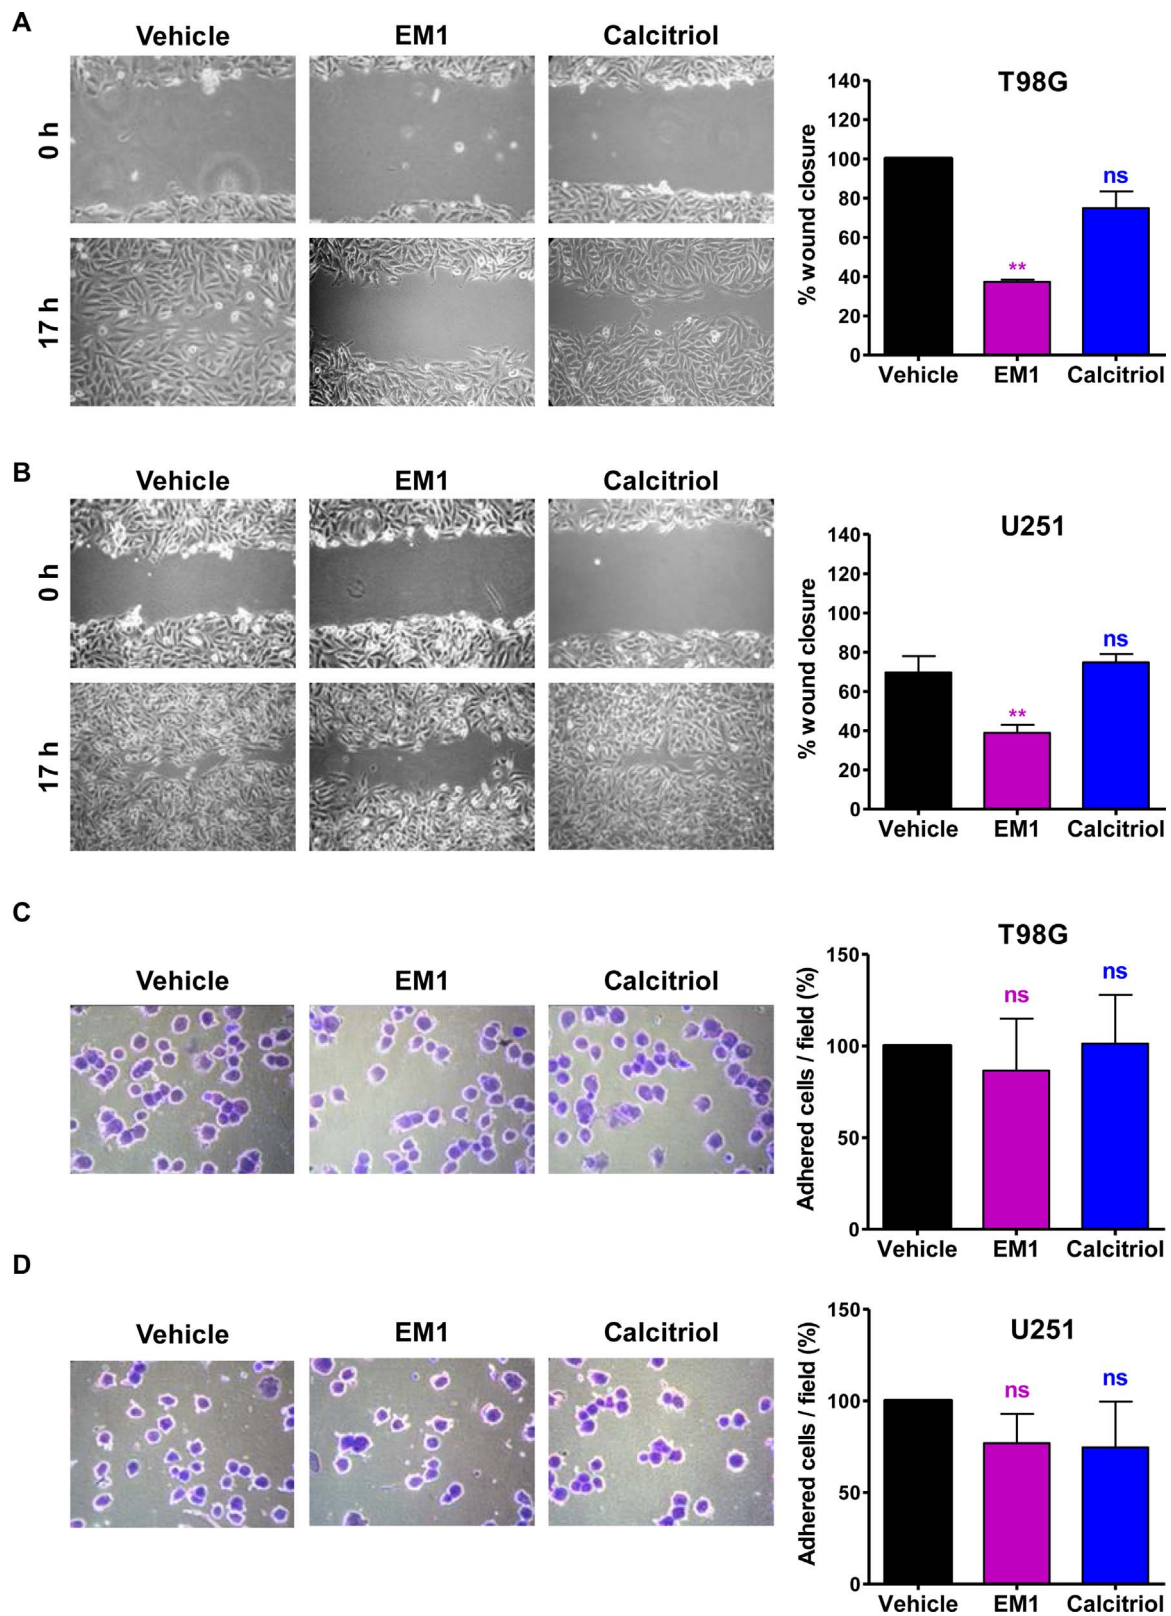 A
Vehicle EM1 Calcitriol
0 h
17 h
T98G
% wound closure
140
120
100
80
60
40
20
0
**
ns
Vehicle EM1 Calcitriol
B
Vehicle EM1 Calcitriol
0 h
17 h
U251
% wound closure
140
120
100
80
60
40
20
0
**
ns
Vehicle EM1 Calcitriol
C
Vehicle EM1 Calcitriol
T98G
Adhered cells / field (%)
150
100
50
0
ns
ns
Vehicle EM1 Calcitriol
D
Vehicle EM1 Calcitriol
U251
Adhered cells / field (%)
150
100
50
0
ns
ns
Vehicle EM1 Calcitriol